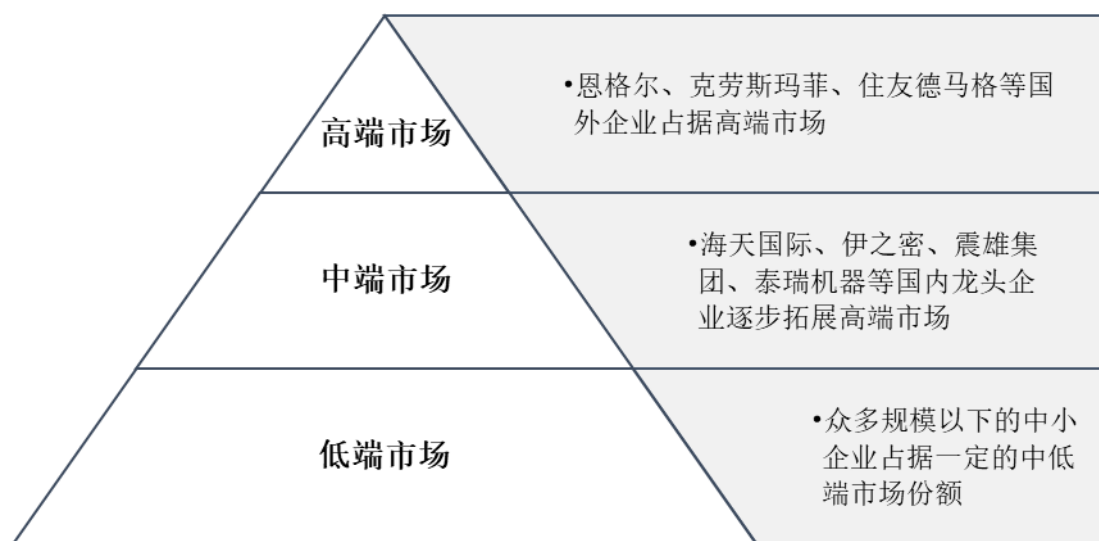 高端市场
•恩格尔、克劳斯玛菲、住友德马格等国
外企业占据高端市场
中端市场
•海天国际、伊之密、震雄集
团、泰瑞机器等国内龙头企
业逐步拓展高端市场
低端市场
•众多规模以下的中小
企业占据一定的中低
端市场份额